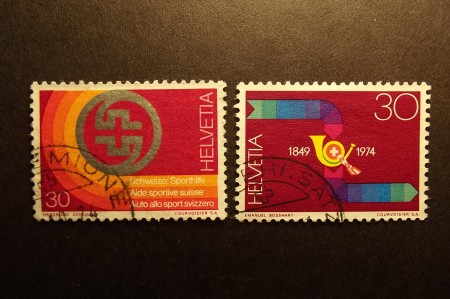 HELVETIA
Schweizer Sporthilfe
Aide sportive suisse
Aiuto allo sport svizzero
30
COURVOISIER S.A.
30
HELVETIA
1849 1974
EMANUEL BOSSHART
COURVOISIER S.A.